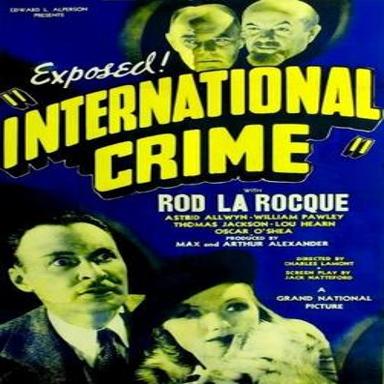 EDWARD L. ALPERSON
PRESENTS
Exposed!
"INTERNATIONAL
CRIME"
WITH
ROD LA ROCQUE
ASTRID ALLWYN - WILLIAM PAWLEY
THOMAS JACKSON - LOU HEARN
OSCAR O'SHEA
PRODUCED BY
MAX and ARTHUR ALEXANDER
DIRECTED BY
CHARLES LAMONT
SCREEN PLAY BY
JACK NATTEFORD
A
GRAND NATIONAL
PICTURE